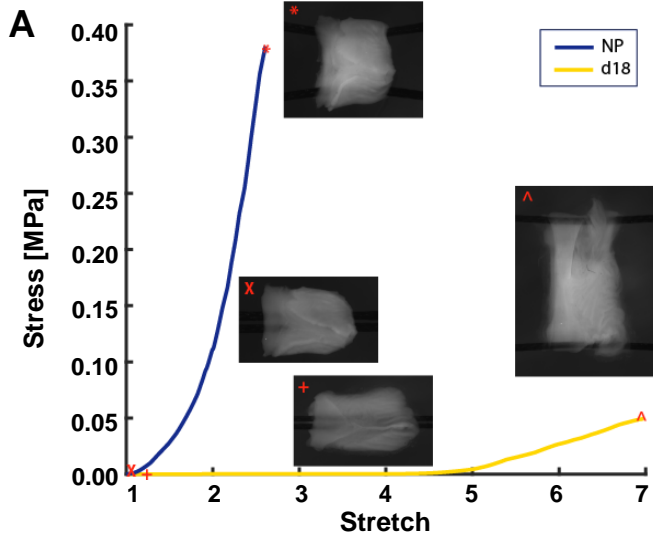 A
NP
d18
*
X
+
^
Stress [MPa]
0.40
0.35
0.30
0.25
0.20
0.15
0.10
0.05
0.00
*
X
+
^
1 2 3 4 5 6 7
Stretch